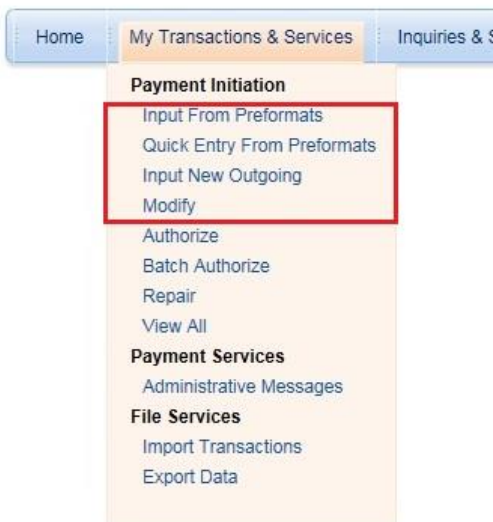 Home My Transactions & Services Inquiries &
Payment Initiation
Input From Preformats
Quick Entry From Preformats
Input New Outgoing
Modify
Authorize
Batch Authorize
Repair
View All
Payment Services
Administrative Messages
File Services
Import Transactions
Export Data